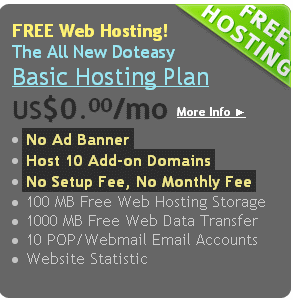 FREE Web Hosting!
FREE HOSTING
The All New Doteasy
Basic Hosting Plan
US$0.00/mo More Info ►
No Ad Banner
Host 10 Add-on Domains
No Setup Fee, No Monthly Fee
100 MB Free Web Hosting Storage
1000 MB Free Web Data Transfer
10 POP/Webmail Email Accounts
Website Statistic